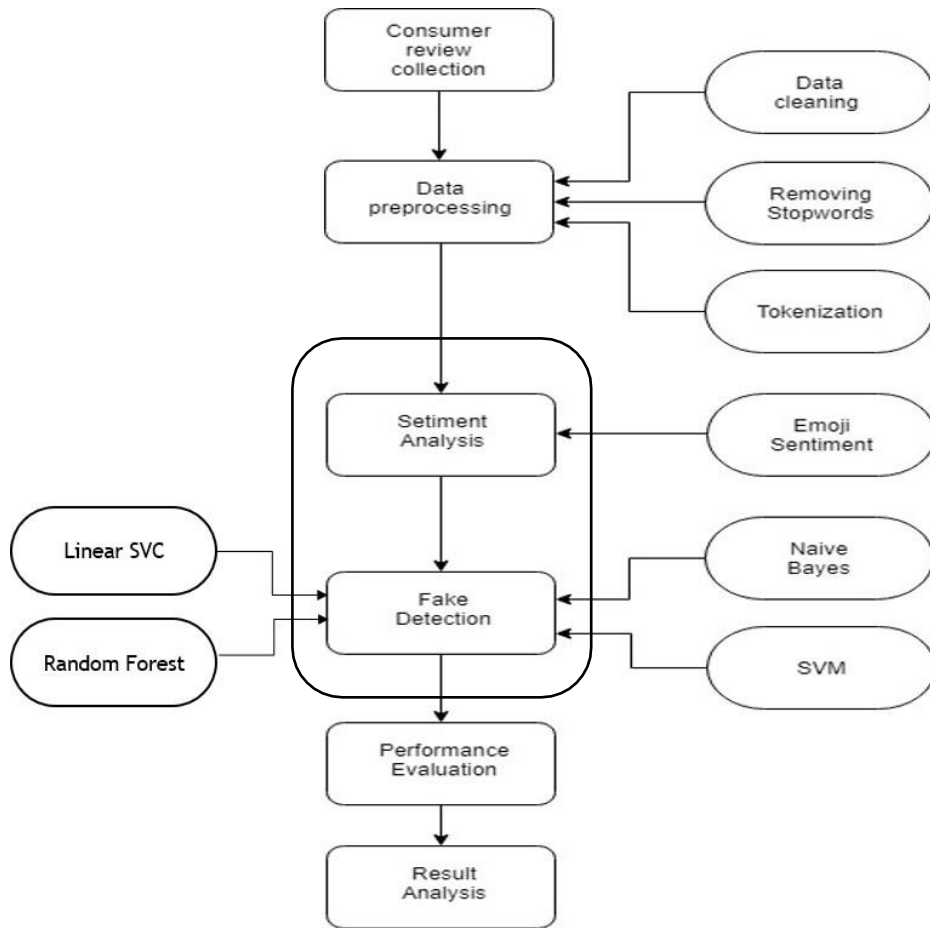 Consumer
review
collection
Data
cleaning
Data
preprocessing
Removing
Stopwords
Tokenization
Setiment
Analysis
Emoji
Sentiment
Linear SVC
Fake
Detection
Naive
Bayes
Random Forest
SVM
Performance
Evaluation
Result
Analysis